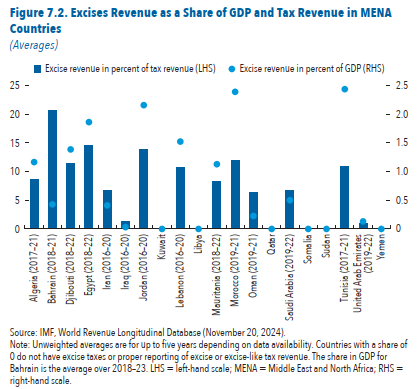 Figure 7.2. Excises Revenue as a Share of GDP and Tax Revenue in MENA
Countries
(Averages)
Excise revenue in percent of tax revenue (LHS)
Excise revenue in percent of GDP (RHS)
25
20
15
10
5
0
2.5
2.0
1.5
1.0
0.5
0
Algeria (2017–21)
Bahrain (2018–21)
Djibouti (2018–22)
Egypt (2018–22)
Iran (2016–20)
Iraq (2016–20)
Jordan (2016–20)
Kuwait
Lebanon (2016–20)
Libya
Mauritania (2018–22)
Morocco (2019–21)
Oman (2019–21)
Qatar
Saudi Arabia (2019-22)
Somalia
Sudan
Tunisia (2017–21)
United Arab Emirates
(2019–22)
Yemen
Source: IMF, World Revenue Longitudinal Database (November 20, 2024).
Note: Unweighted averages are for up to five years depending on data availability. Countries with a share of
0 do not have excise taxes or proper reporting of excise or excise-like tax revenue. The share in GDP for
Bahrain is the average over 2018–23. LHS = left-hand scale; MENA = Middle East and North Africa; RHS =
right-hand scale.